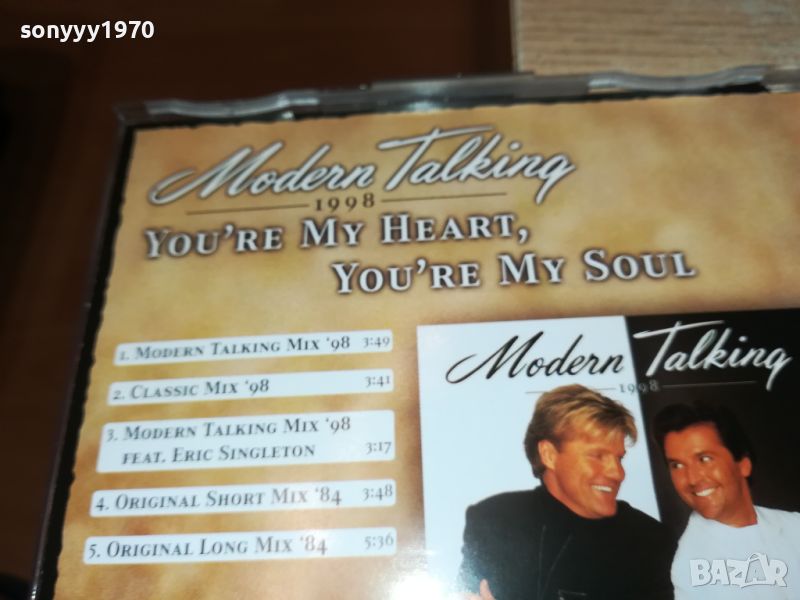 sonyyy1970
Modern Talking
1998
YOU'RE MY HEART,
YOU'RE MY SOUL
1. MODERN TALKING MIX '98 3:49
2. CLASSIC MIX '98 3:41
3. MODERN TALKING MIX '98
FEAT. ERIC SINGLETON 3:17
4. ORIGINAL SHORT MIX '84 3:48
5. ORIGINAL LONG MIX '84 5:36
Modern Talking
1998
BAZAR